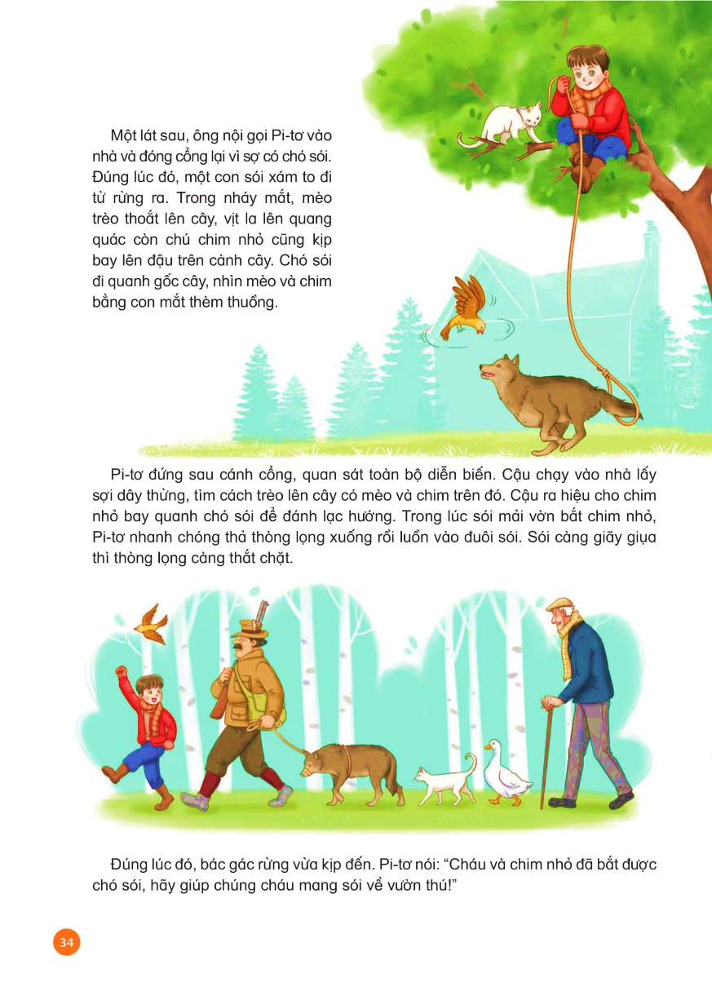 Một lát sau, ông nội gọi Pi-tơ vào
nhà và đóng cổng lại vì sợ có chó sói.
Đúng lúc đó, một con sói xám to đi
từ rừng ra. Trong nháy mắt, mèo
trèo thoắt lên cây, vịt la lên quang
quác còn chú chim nhỏ cũng kịp
bay lên đậu trên cành cây. Chó sói
đi quanh gốc cây, nhìn mèo và chim
bằng con mắt thèm thuồng.
Pi-tơ đứng sau cánh cổng, quan sát toàn bộ diễn biến. Cậu chạy vào nhà lấy
sợi dây thừng, tìm cách trèo lên cây có mèo và chim trên đó. Cậu ra hiệu cho chim
nhỏ bay quanh chó sói để đánh lạc hướng. Trong lúc sói mải vờn bắt chim nhỏ,
Pi-tơ nhanh chóng thả thòng lọng xuống rồi luồn vào đuôi sói. Sói càng giãy giụa
thì thòng lọng càng thắt chặt.
Đúng lúc đó, bác gác rừng vừa kịp đến. Pi-tơ nói: “Cháu và chim nhỏ đã bắt được
chó sói, hãy giúp chúng cháu mang sói về vườn thú!”
34